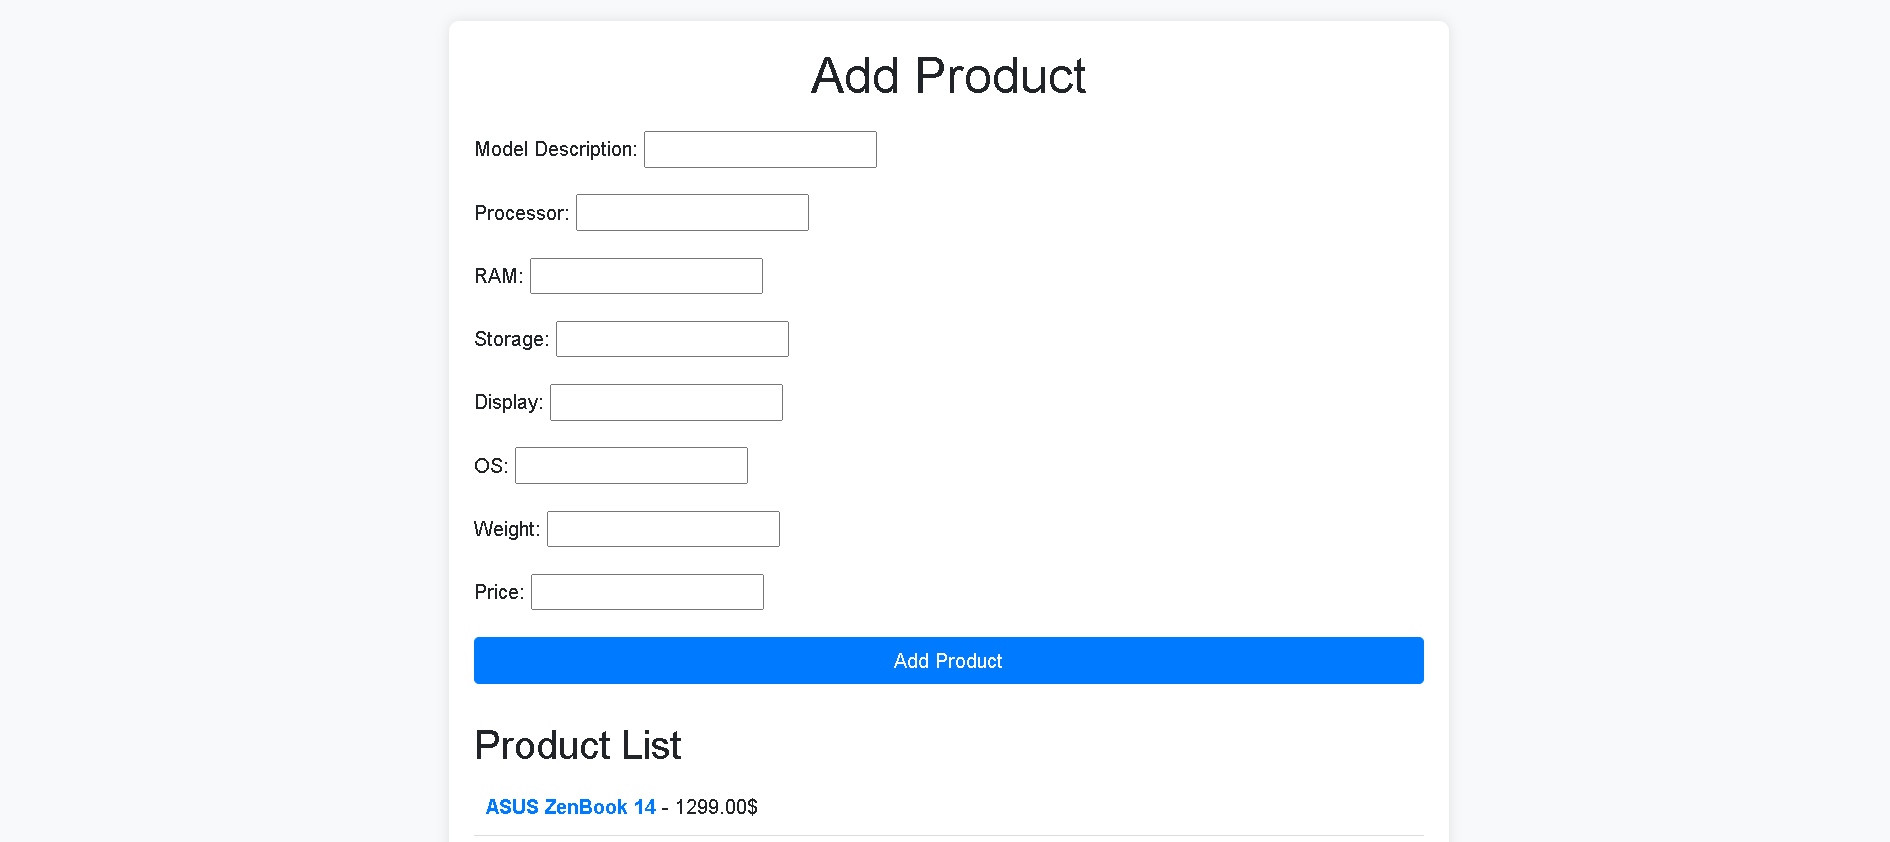 Add Product
Model Description:
Processor:
RAM:
Storage:
Display:
OS:
Weight:
Price:
Add Product
Product List
ASUS ZenBook 14 - 1299.00$